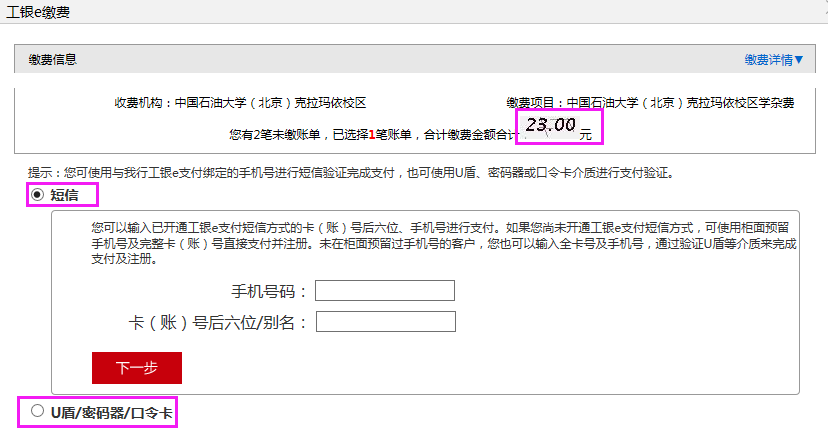 工银e缴费
缴费信息
缴费详情▼
收费机构：中国石油大学（北京）克拉玛依校区
缴费项目：中国石油大学（北京）克拉玛依校区学杂费
您有2笔未缴账单，已选择1笔账单，合计缴费金额合计： 23.00 元
提示：您可使用与我行工银e支付绑定的手机号进行短信验证完成支付，也可使用U盾、密码器或口令卡介质进行支付验证。
短信
您可以输入已开通工银e支付短信方式的卡（账）号后六位、手机号进行支付。如果您尚未开通工银e支付短信方式，可使用柜面预留
手机号及完整卡（账）号直接支付并注册。未在柜面预留过手机号的客户，您也可以输入全卡号及手机号，通过验证U盾等介质来完成
支付及注册。
手机号码：
卡（账）号后六位/别名：
下一步
U盾/密码器/口令卡